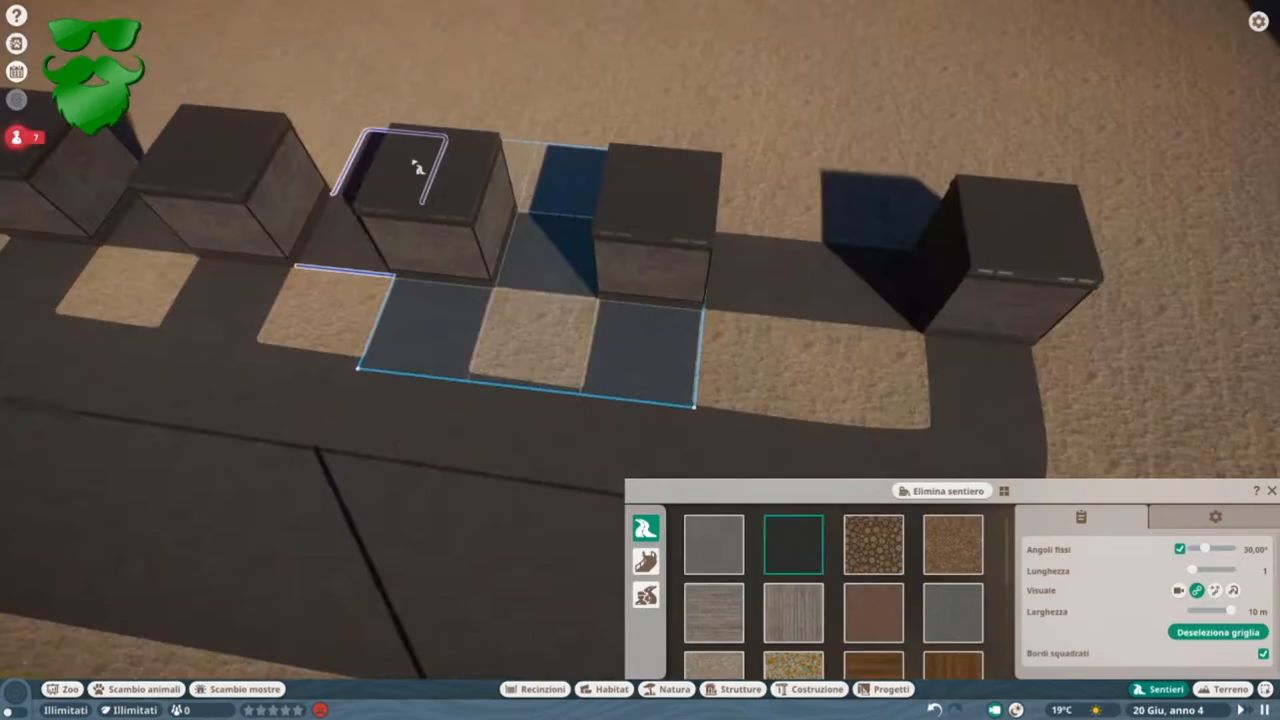 ?
7
Elimina sentiero
?
Angoli fissi
30,00°
Lunghezza
1
Visuale
Larghezza
10 m
Deseleziona griglia
Bordi squadrati
Zoo
Scambio animali
Scambio mostre
Recinzioni
Habitat
Natura
Strutture
Costruzione
Progetti
Sentieri
Terreno
Illimitati
Illimitati
0
19°C
20 Giu, anno 4